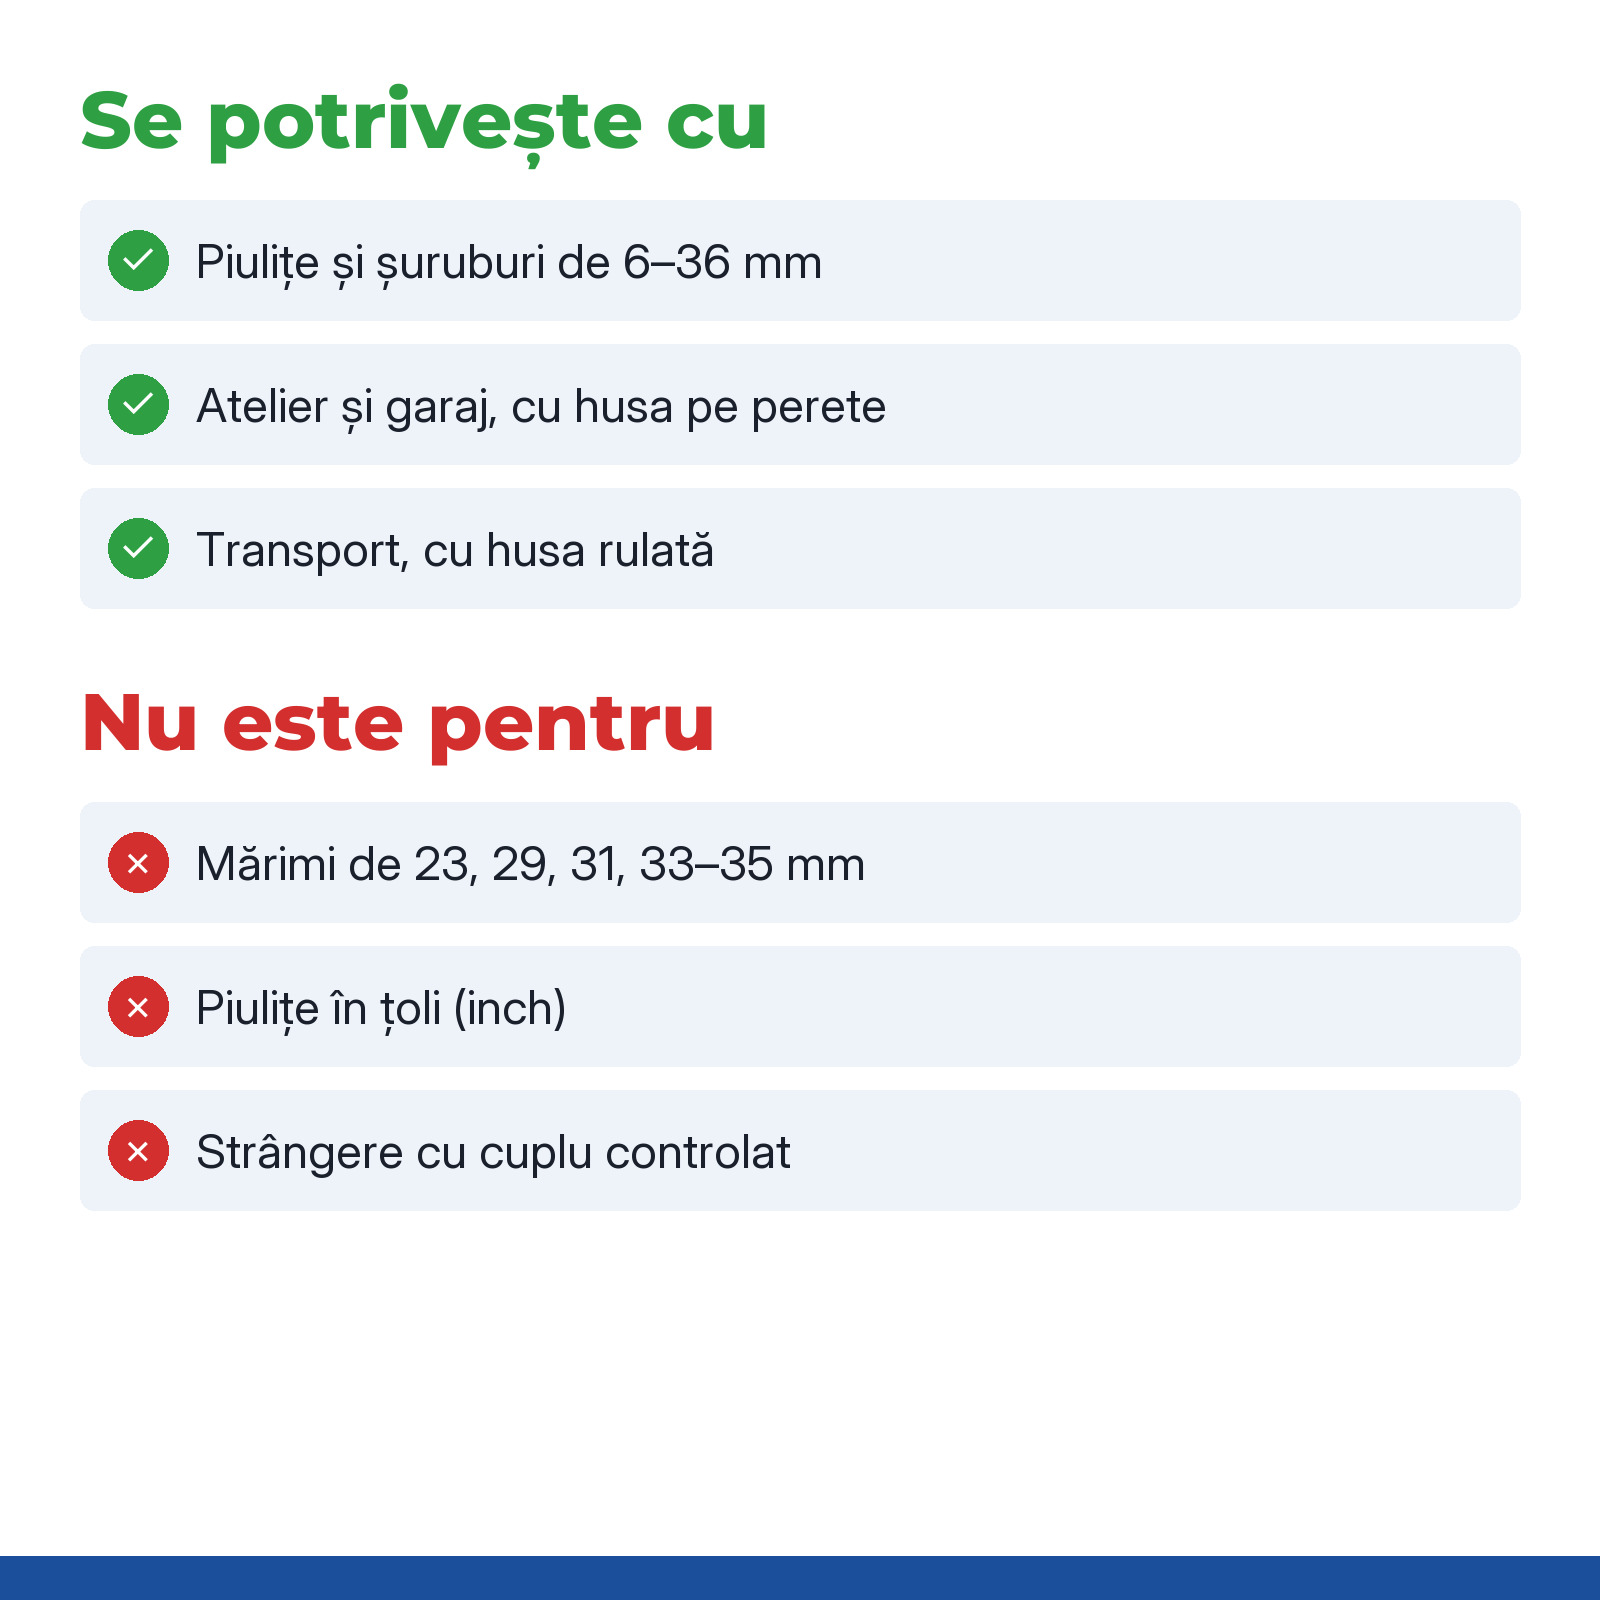 Se potrivește cu
Piulițe și șuruburi de 6–36 mm
Atelier și garaj, cu husa pe perete
Transport, cu husa rulată
Nu este pentru
Mărimi de 23, 29, 31, 33–35 mm
Piulițe în țoli (inch)
Strângere cu cuplu controlat